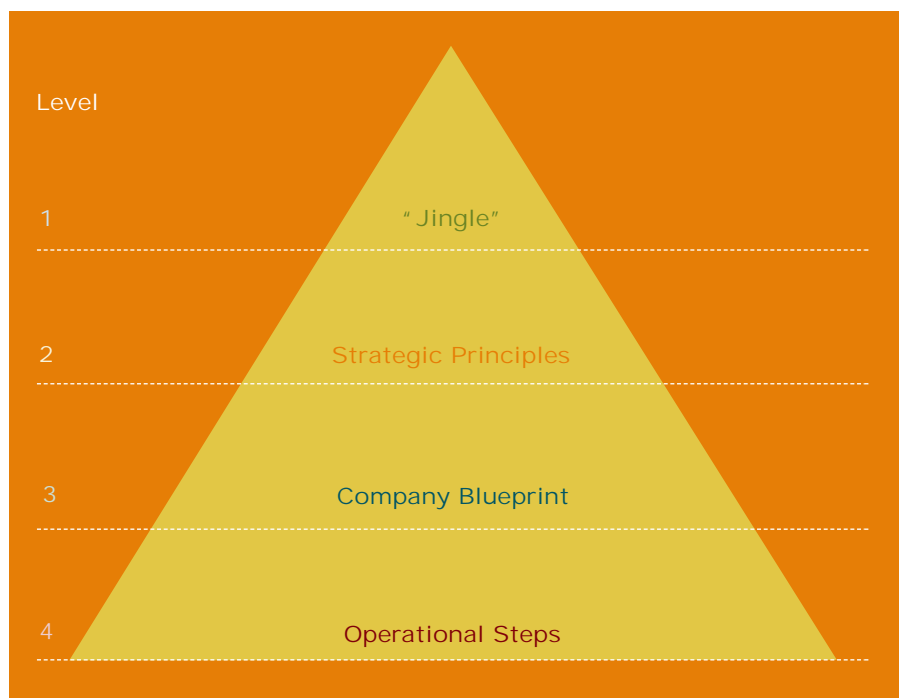 Level
1 “Jingle”
2 Strategic Principles
3 Company Blueprint
4 Operational Steps